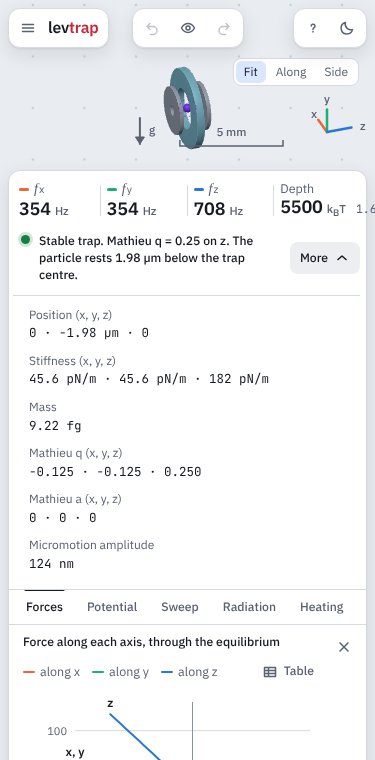 levtrap
?
Fit Along Side
g
5 mm
y
x
z
fx
354 Hz
fy
354 Hz
fz
708 Hz
Depth
5500 kBT 1.6
Stable trap. Mathieu q = 0.25 on z. The
particle rests 1.98 µm below the trap
centre.
More
Position (x, y, z)
0 · -1.98 µm · 0
Stiffness (x, y, z)
45.6 pN/m · 45.6 pN/m · 182 pN/m
Mass
9.22 fg
Mathieu q (x, y, z)
-0.125 · -0.125 · 0.250
Mathieu a (x, y, z)
0 · 0 · 0
Micromotion amplitude
124 nm
Forces Potential Sweep Radiation Heating
Force along each axis, through the equilibrium
along x along y along z Table
z
100
x, y